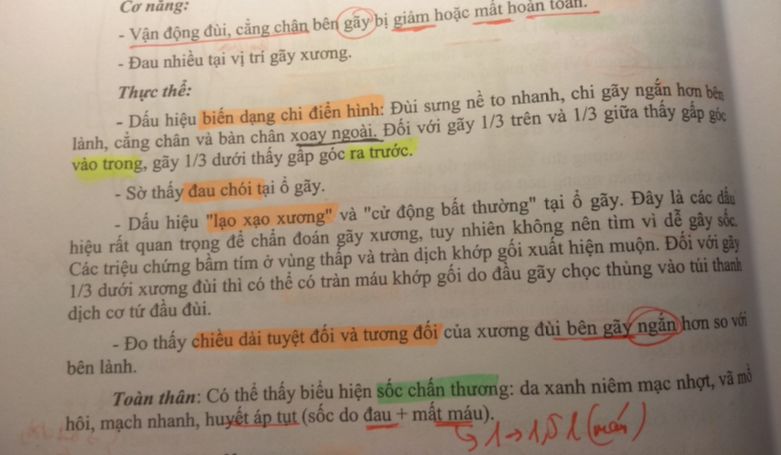 Cơ năng:
- Vận động đùi, cẳng chân bên gãy bị giảm hoặc mất hoàn toàn.
- Đau nhiều tại vị trí gãy xương.
Thực thể:
- Dấu hiệu biến dạng chi điển hình: Đùi sưng nề to nhanh, chi gãy ngắn hơn bên
lành, cẳng chân và bàn chân xoay ngoài. Đối với gãy 1/3 trên và 1/3 giữa thấy gấp góc
vào trong, gãy 1/3 dưới thấy gấp góc ra trước.
- Sờ thấy đau chói tại ổ gãy.
- Dấu hiệu "lạo xạo xương" và "cử động bất thường" tại ổ gãy. Đây là các dấu
hiệu rất quan trọng để chẩn đoán gãy xương, tuy nhiên không nên tìm vì dễ gây sốc.
Các triệu chứng bầm tím ở vùng thấp và tràn dịch khớp gối xuất hiện muộn. Đối với gãy
1/3 dưới xương đùi thì có thể có tràn máu khớp gối do đầu gãy chọc thủng vào túi thanh
dịch cơ tứ đầu đùi.
- Đo thấy chiều dài tuyệt đối và tương đối của xương đùi bên gãy ngắn hơn so với
bên lành.
Toàn thân: Có thể thấy biểu hiện sốc chấn thương: da xanh niêm mạc nhợt, vã mồ
hôi, mạch nhanh, huyết áp tụt (sốc do đau + mất máu).
1 → 1,5 l (máu)